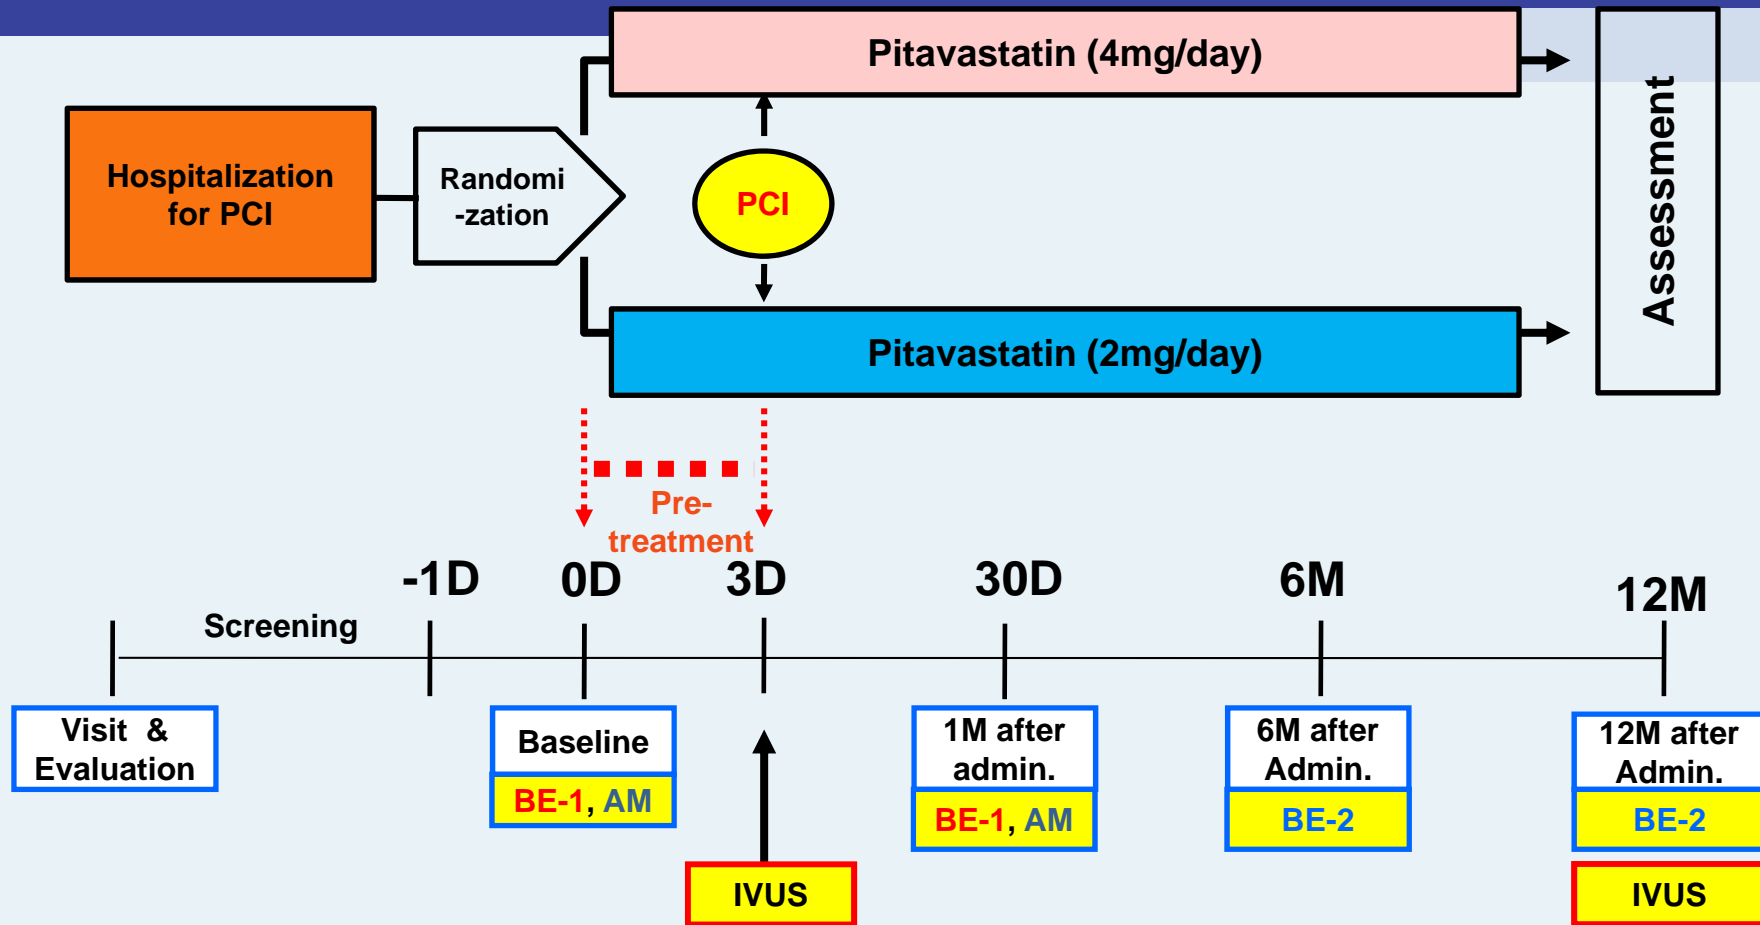 Pitavastatin (4mg/day)
Hospitalization
for PCI
Randomi
-zation
PCI
Assessment
Pitavastatin (2mg/day)
Pre-
treatment
-1D
0D
3D
30D
6M
12M
Screening
Visit &
Evaluation
Baseline
BE-1, AM
1M after
admin.
BE-1, AM
6M after
Admin.
BE-2
12M after
Admin.
BE-2
IVUS
IVUS